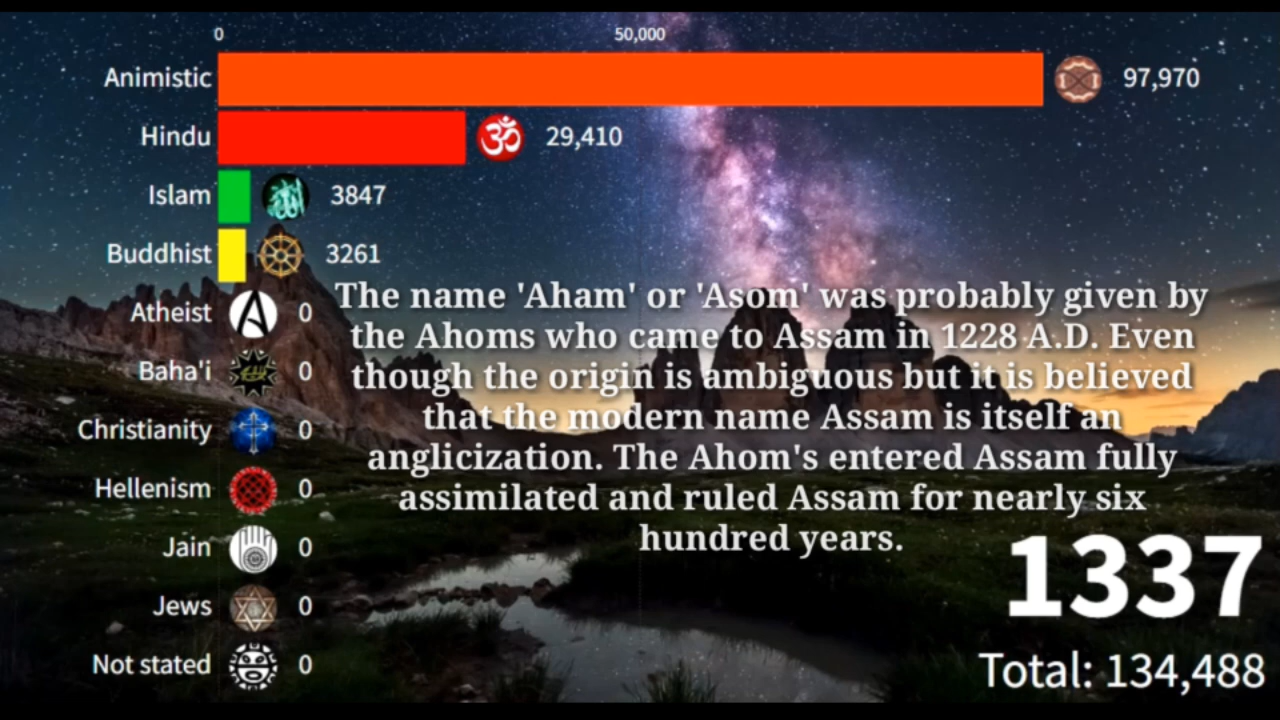 0 50,000
Animistic 97,970
Hindu 29,410
Islam 3847
Buddhist 3261
Atheist 0
Baha'i 0
Christianity 0
Hellenism 0
Jain 0
Jews 0
Not stated 0
The name 'Aham' or 'Asom' was probably given by
the Ahoms who came to Assam in 1228 A.D. Even
though the origin is ambiguous but it is believed
that the modern name Assam is itself an
anglicization. The Ahom's entered Assam fully
assimilated and ruled Assam for nearly six
hundred years.
1337
Total: 134,488